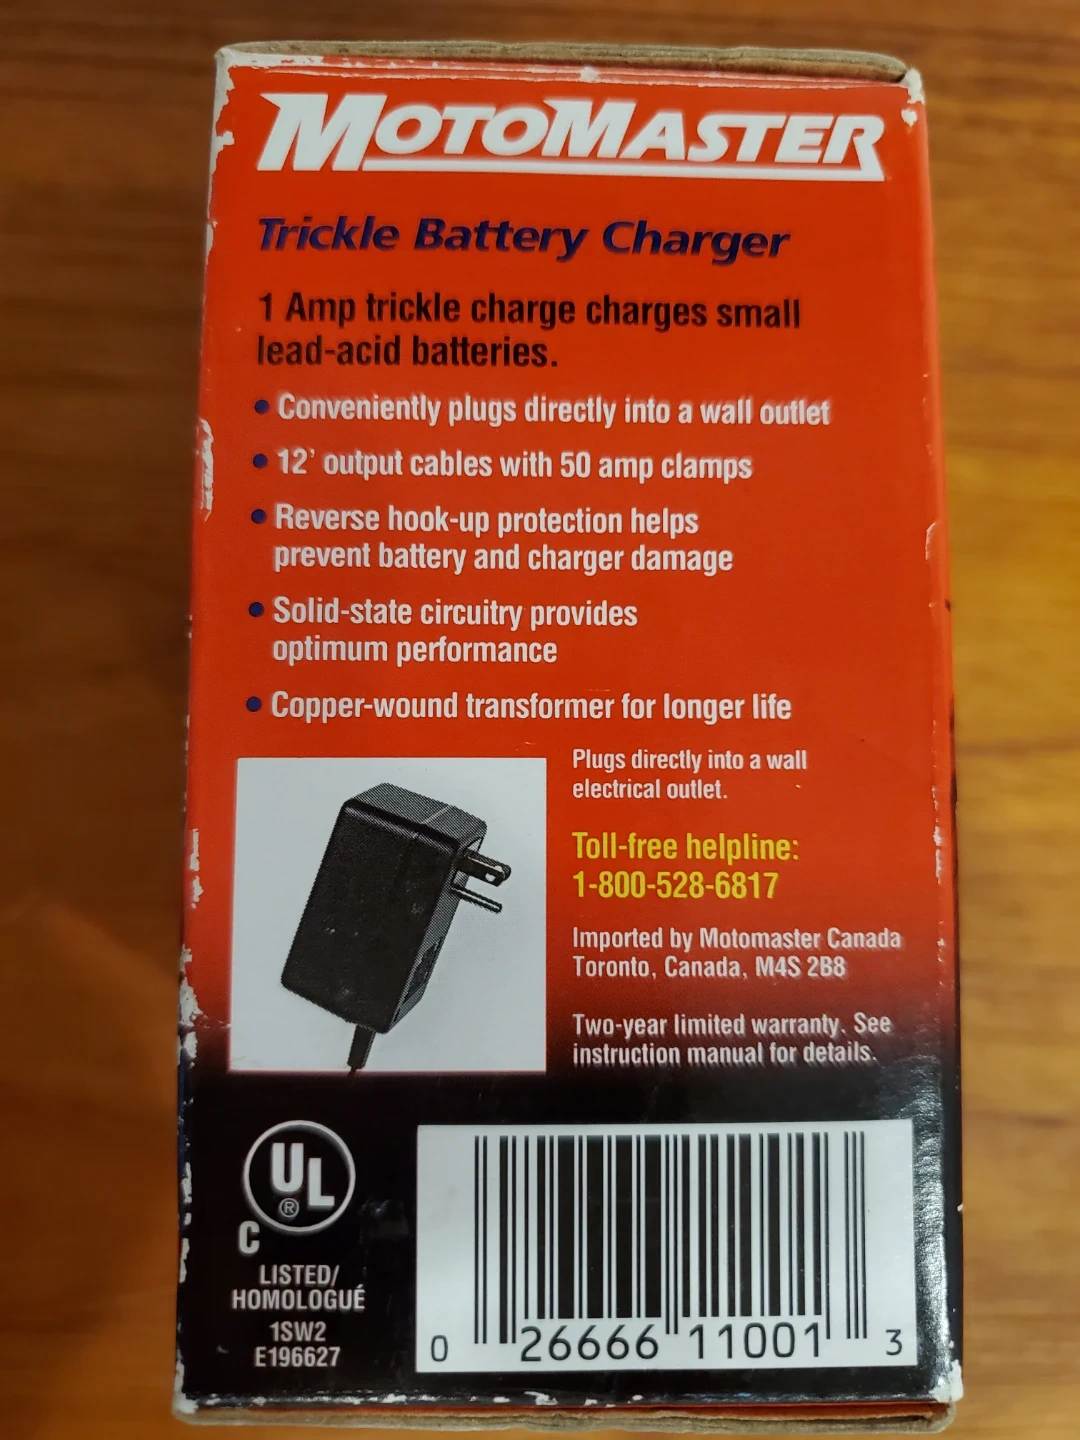 MOTOMASTER
Trickle Battery Charger
1 Amp trickle charge charges small
lead-acid batteries.
• Conveniently plugs directly into a wall outlet
• 12' output cables with 50 amp clamps
• Reverse hook-up protection helps
prevent battery and charger damage
• Solid-state circuitry provides
optimum performance
• Copper-wound transformer for longer life
Plugs directly into a wall
electrical outlet.
Toll-free helpline:
1-800-528-6817
Imported by Motomaster Canada
Toronto, Canada, M4S 2B8
Two-year limited warranty. See
instruction manual for details.
UL
®
C
LISTED/
HOMOLOGUÉ
1SW2
E196627
0 26666 11001 3